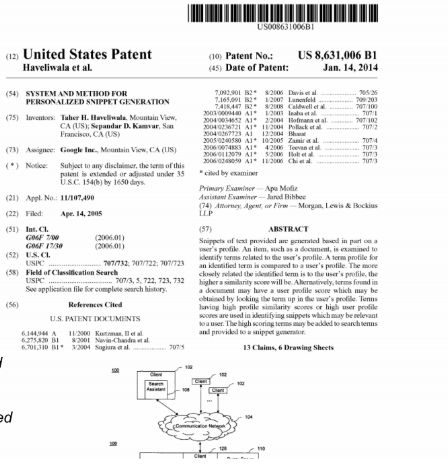 US008631006B1
(12) United States Patent
Haveliwala et al.
(10) Patent No.: US 8,631,006 B1
(45) Date of Patent: Jan. 14, 2014
(54) SYSTEM AND METHOD FOR
PERSONALIZED SNIPPET GENERATION
(75) Inventors: Taher H. Haveliwala, Mountain View,
CA (US); Sepandar D. Kamvar, San
Francisco, CA (US)
(73) Assignee: Google Inc., Mountain View, CA (US)
( * ) Notice: Subject to any disclaimer, the term of this
patent is extended or adjusted under 35
U.S.C. 154(b) by 1650 days.
(21) Appl. No.: 11/107,490
(22) Filed: Apr. 14, 2005
(51) Int. Cl.
G06F 7/00 (2006.01)
G06F 17/30 (2006.01)
(52) U.S. Cl.
USPC 707/732; 707/722; 707/723
(58) Field of Classification Search
USPC 707/3, 5, 722, 723, 732
See application file for complete search history.
(56) References Cited
U.S. PATENT DOCUMENTS
6,144,944 A 11/2000 Kurtzman, II et al.
6,275,820 B1 8/2001 Navin-Chandra et al.
6,701,310 B1 * 3/2004 Sugiura et al. 707/5
7,092,901 B2 * 8/2006 Davis et al. 705/26
7,165,091 B2 * 1/2007 Lunenfeld 709/203
7,418,447 B2 * 8/2008 Caldwell et al. 707/100
2003/0009440 A1 * 1/2003 Inaba et al. 707/1
2004/0034652 A1 * 2/2004 Hofmann et al. 707/102
2004/0236721 A1 * 11/2004 Pollack et al. 707/2
2004/0267723 A1 12/2004 Bharat
2005/0240580 A1 * 10/2005 Zamir et al. 707/4
2006/0074883 A1 * 4/2006 Teevan et al. 707/3
2006/0112079 A1 * 5/2006 Holt et al. 707/3
2006/0248059 A1 * 11/2006 Chi et al. 707/3
* cited by examiner
Primary Examiner — Apu Mofiz
Assistant Examiner — Jared Bibbee
(74) Attorney, Agent, or Firm — Morgan, Lewis & Bockius
LLP
(57) ABSTRACT
Snippets of text provided are generated based in part on a
user's profile. An item, such as a document, is examined to
identify terms related to the user's profile. A term profile for
an identified term is compared to a user's profile. The more
closely related the identified term is to the user's profile, the
higher a similarity score will be. Alternatively, terms found in
a document may have a user profile score which may be
obtained by looking the term up in the user's profile. Terms
having high profile similarity scores or high user profile
scores are used in identifying snippets which may be relevant
to a user. The high scoring terms may be added to search terms
and provided to a snippet generator.
13 Claims, 6 Drawing Sheets
100
102
Client
Search
Assistant
106
Client
102
Client
102
...
Communication Network
104
108
128
110
Client